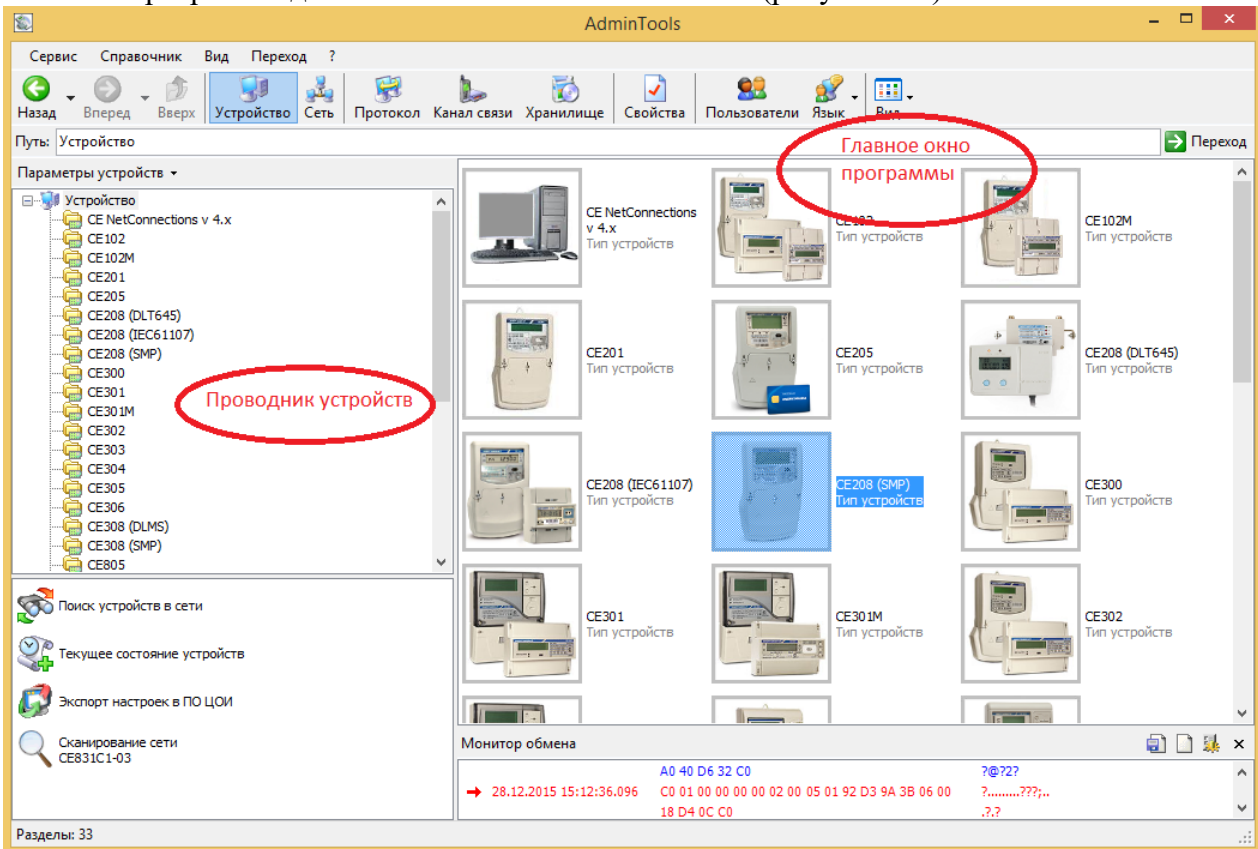 AdminTools
Сервис Справочник Вид Переход ?
Назад Вперед Вверх Устройство Сеть Протокол Канал связи Хранилище Свойства Пользователи Язык Вид
Путь: Устройство Переход
Главное окно
программы
Параметры устройств
Устройство
CE NetConnections v 4.x
CE102
CE102M
CE201
CE205
CE208 (DLT645)
CE208 (IEC61107)
CE208 (SMP)
CE300
CE301
CE301M
CE302
CE303
CE304
CE305
CE306
CE308 (DLMS)
CE308 (SMP)
CE805
Проводник устройств
CE NetConnections
v 4.x
Тип устройств
CE102
Тип устройств
CE102M
Тип устройств
CE201
Тип устройств
CE205
Тип устройств
CE208 (DLT645)
Тип устройств
CE208 (IEC61107)
Тип устройств
CE208 (SMP)
Тип устройств
CE300
Тип устройств
CE301
Тип устройств
CE301M
Тип устройств
CE302
Тип устройств
Поиск устройств в сети
Текущее состояние устройств
Экспорт настроек в ПО ЦОИ
Сканирование сети
CE831C1-03
Монитор обмена
A0 40 D6 32 C0 ?@?2?
28.12.2015 15:12:36.096 C0 01 00 00 00 00 02 00 05 01 92 D3 9A 3B 06 00 ?.........???;..
18 D4 0C C0 .?.?
Разделы: 33